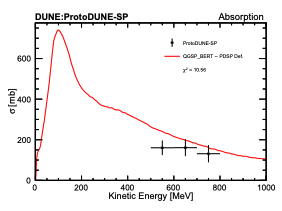 DUNE:ProtoDUNE-SP Absorption
ProtoDUNE-SP
QGSP_BERT -- PDSP Def.
χ² = 10.56
σ [mb]
600
400
200
0
0 200 400 600 800 1000
Kinetic Energy [MeV]